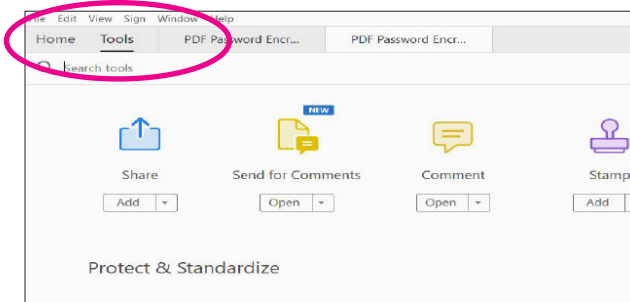 File Edit View Sign Window Help
Home Tools PDF Password Encr... PDF Password Encr...
Search tools
NEW
Share Send for Comments Comment Stamp
Add Open Open Add
Protect & Standardize